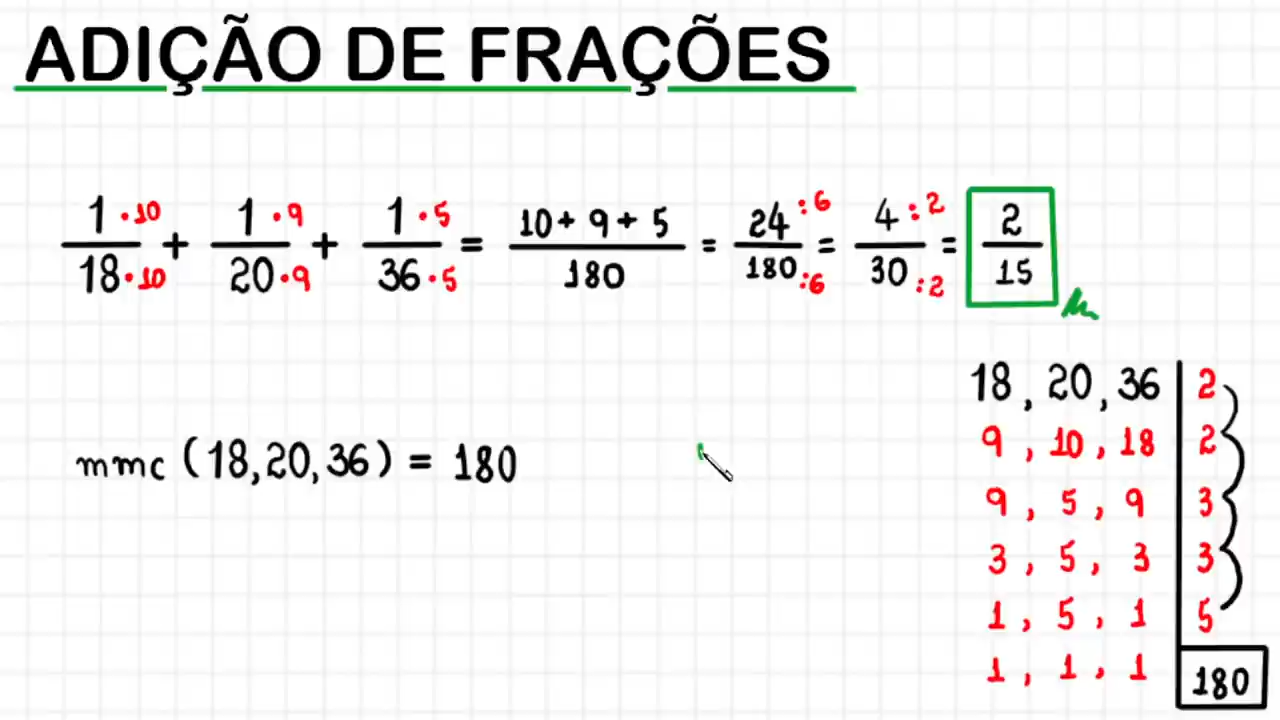 ADIÇÃO DE FRAÇÕES
1·10/18·10 + 1·9/20·9 + 1·5/36·5 = 10+9+5/180 = 24:6/180:6 = 4:2/30:2 = 2/15
18, 20, 36 | 2
9, 10, 18 | 2
mmc (18,20,36) = 180
9, 5, 9 | 3
3, 5, 3 | 3
1, 5, 1 | 5
1, 1, 1 | 180